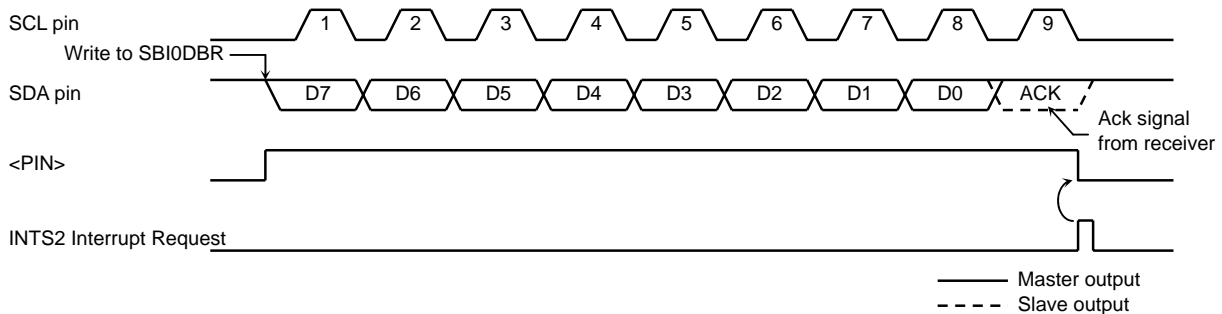 SCL pin
1 2 3 4 5 6 7 8 9
Write to SBI0DBR
SDA pin
D7 D6 D5 D4 D3 D2 D1 D0 ACK
Ack signal
from receiver
<PIN>
INTS2 Interrupt Request
Master output
Slave output